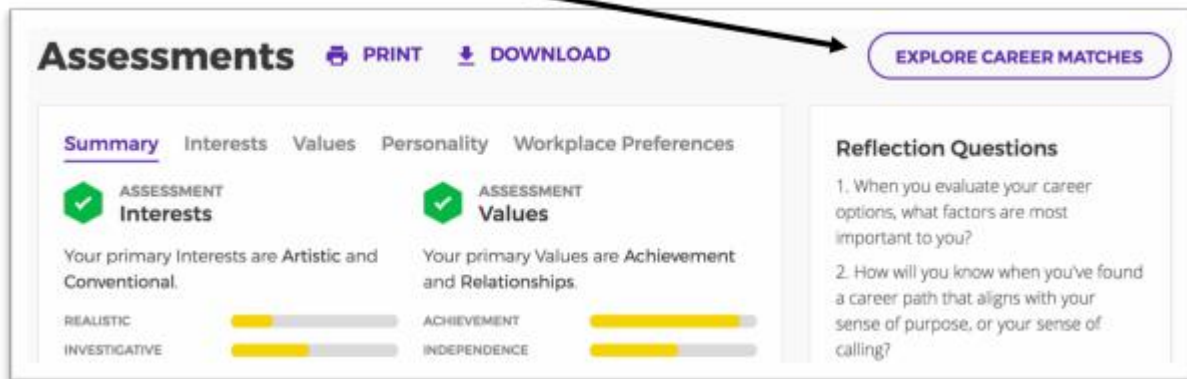 Assessments PRINT DOWNLOAD EXPLORE CAREER MATCHES
Summary Interests Values Personality Workplace Preferences
ASSESSMENT
Interests
Your primary Interests are Artistic and
Conventional.
REALISTIC
INVESTIGATIVE
ASSESSMENT
Values
Your primary Values are Achievement
and Relationships.
ACHIEVEMENT
INDEPENDENCE
Reflection Questions
1. When you evaluate your career
options, what factors are most
important to you?
2. How will you know when you've found
a career path that aligns with your
sense of purpose, or your sense of
calling?